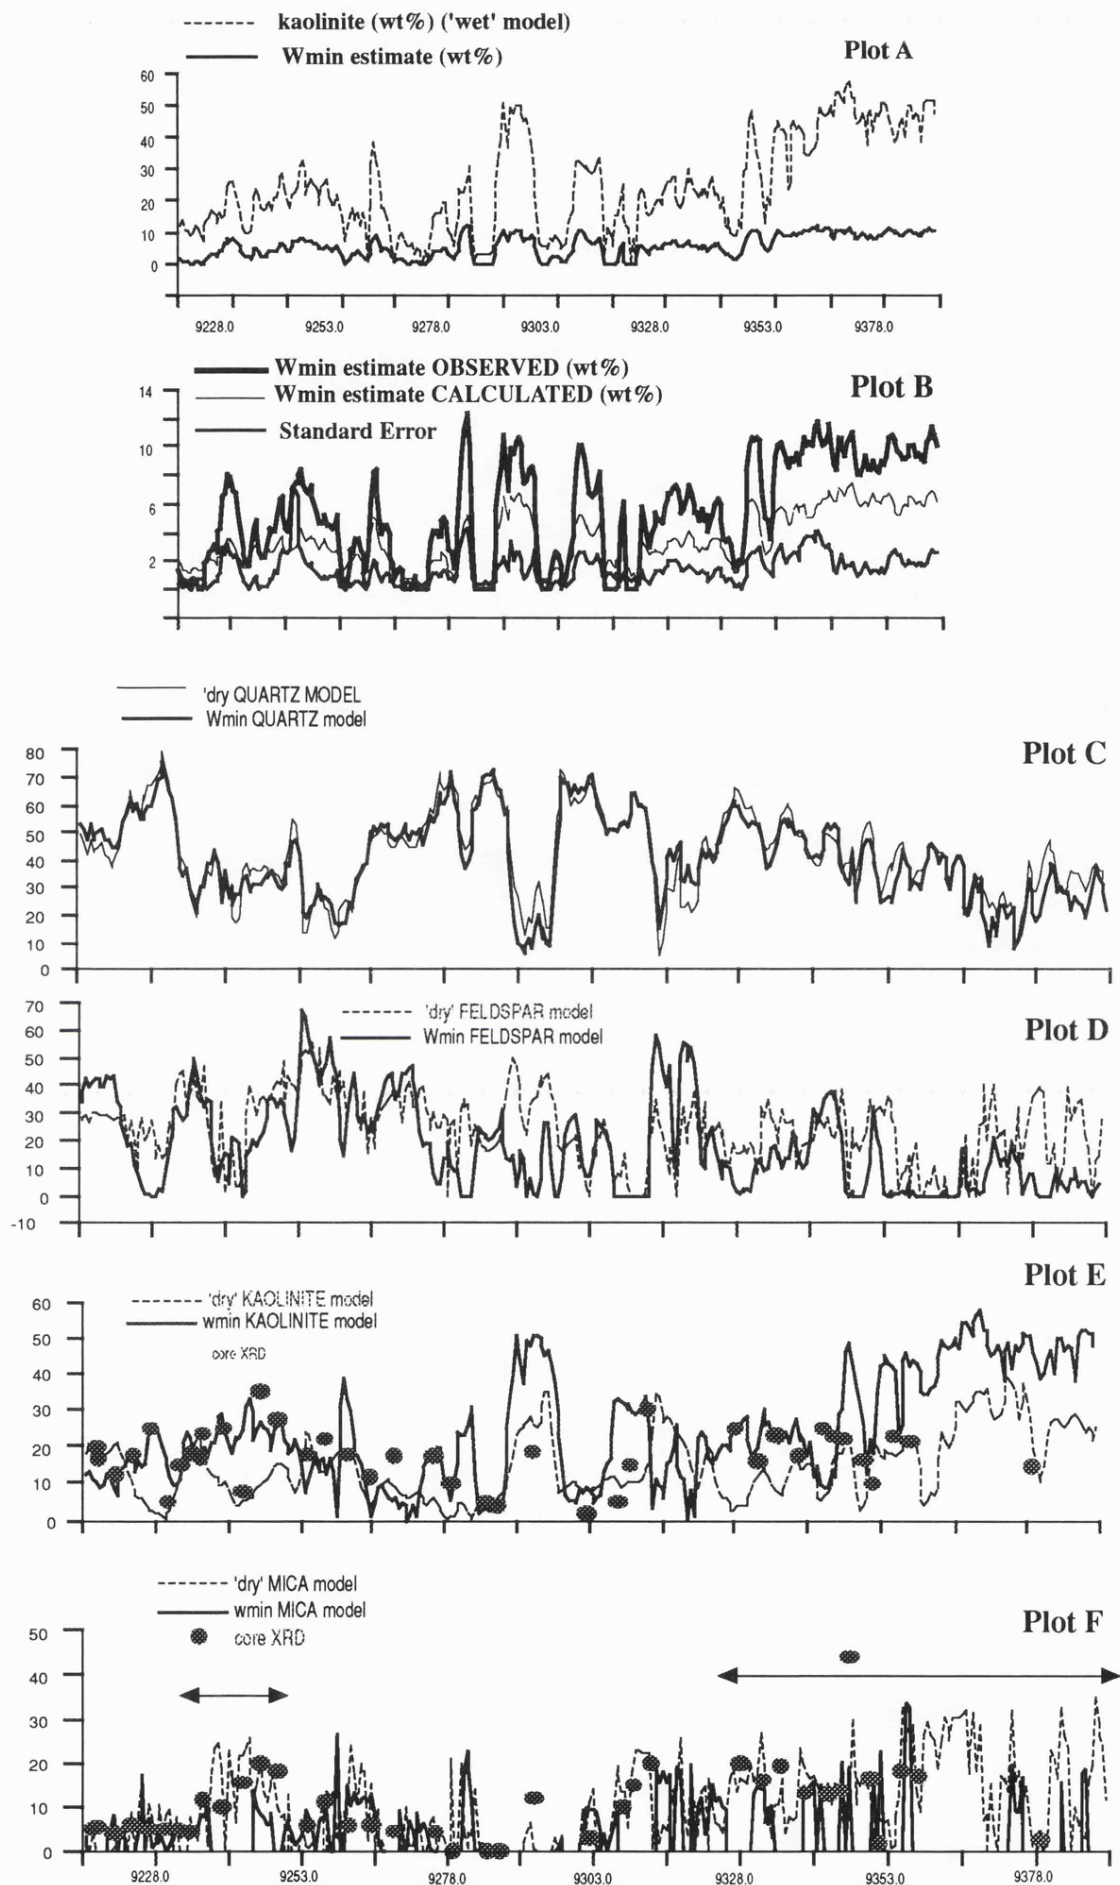 kaolinite (wt%) ('wet' model)
Wmin estimate (wt%)
Plot A
60
50
40
30
20
10
0
9228.0 9253.0 9278.0 9303.0 9328.0 9353.0 9378.0
Wmin estimate OBSERVED (wt%)
Wmin estimate CALCULATED (wt%)
Standard Error
Plot B
14
10
6
2
'dry QUARTZ MODEL
Wmin QUARTZ model
Plot C
80
70
60
50
40
30
20
10
0
'dry' FELDSPAR model
Wmin FELDSPAR model
Plot D
70
60
50
40
30
20
10
0
-10
Plot E
'dry' KAOLINITE model
wmin KAOLINITE model
core XRD
60
50
40
30
20
10
0
'dry' MICA model
wmin MICA model
core XRD
Plot F
50
40
30
20
10
0
9228.0 9253.0 9278.0 9303.0 9328.0 9353.0 9378.0